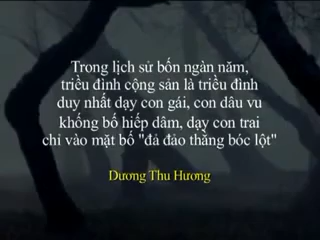 Trong lịch sử bốn ngàn năm,
triều đình cộng sản là triều đình
duy nhất dạy con gái, con dâu vu
khống bố hiếp dâm, dạy con trai
chỉ vào mặt bố "đả đảo thằng bóc lột"
Dương Thu Hương